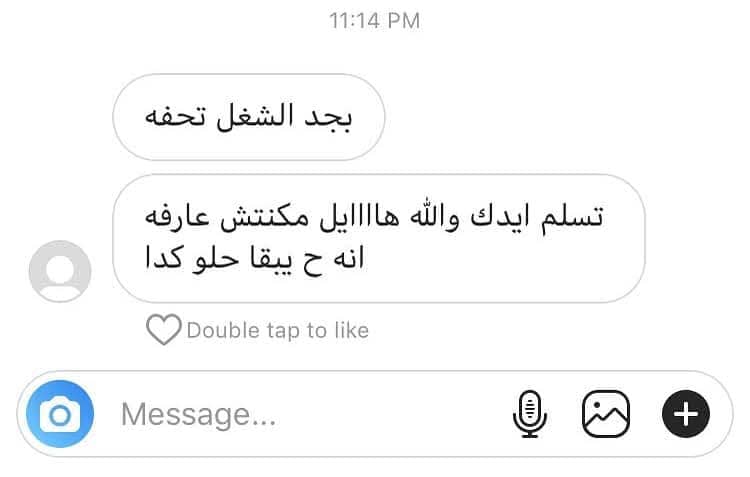 11:14 PM
بجد الشغل تحفه
تسلم ايدك والله هاااايل مكنتش عارفه
انه ح يبقا حلو كدا
Double tap to like
Message...